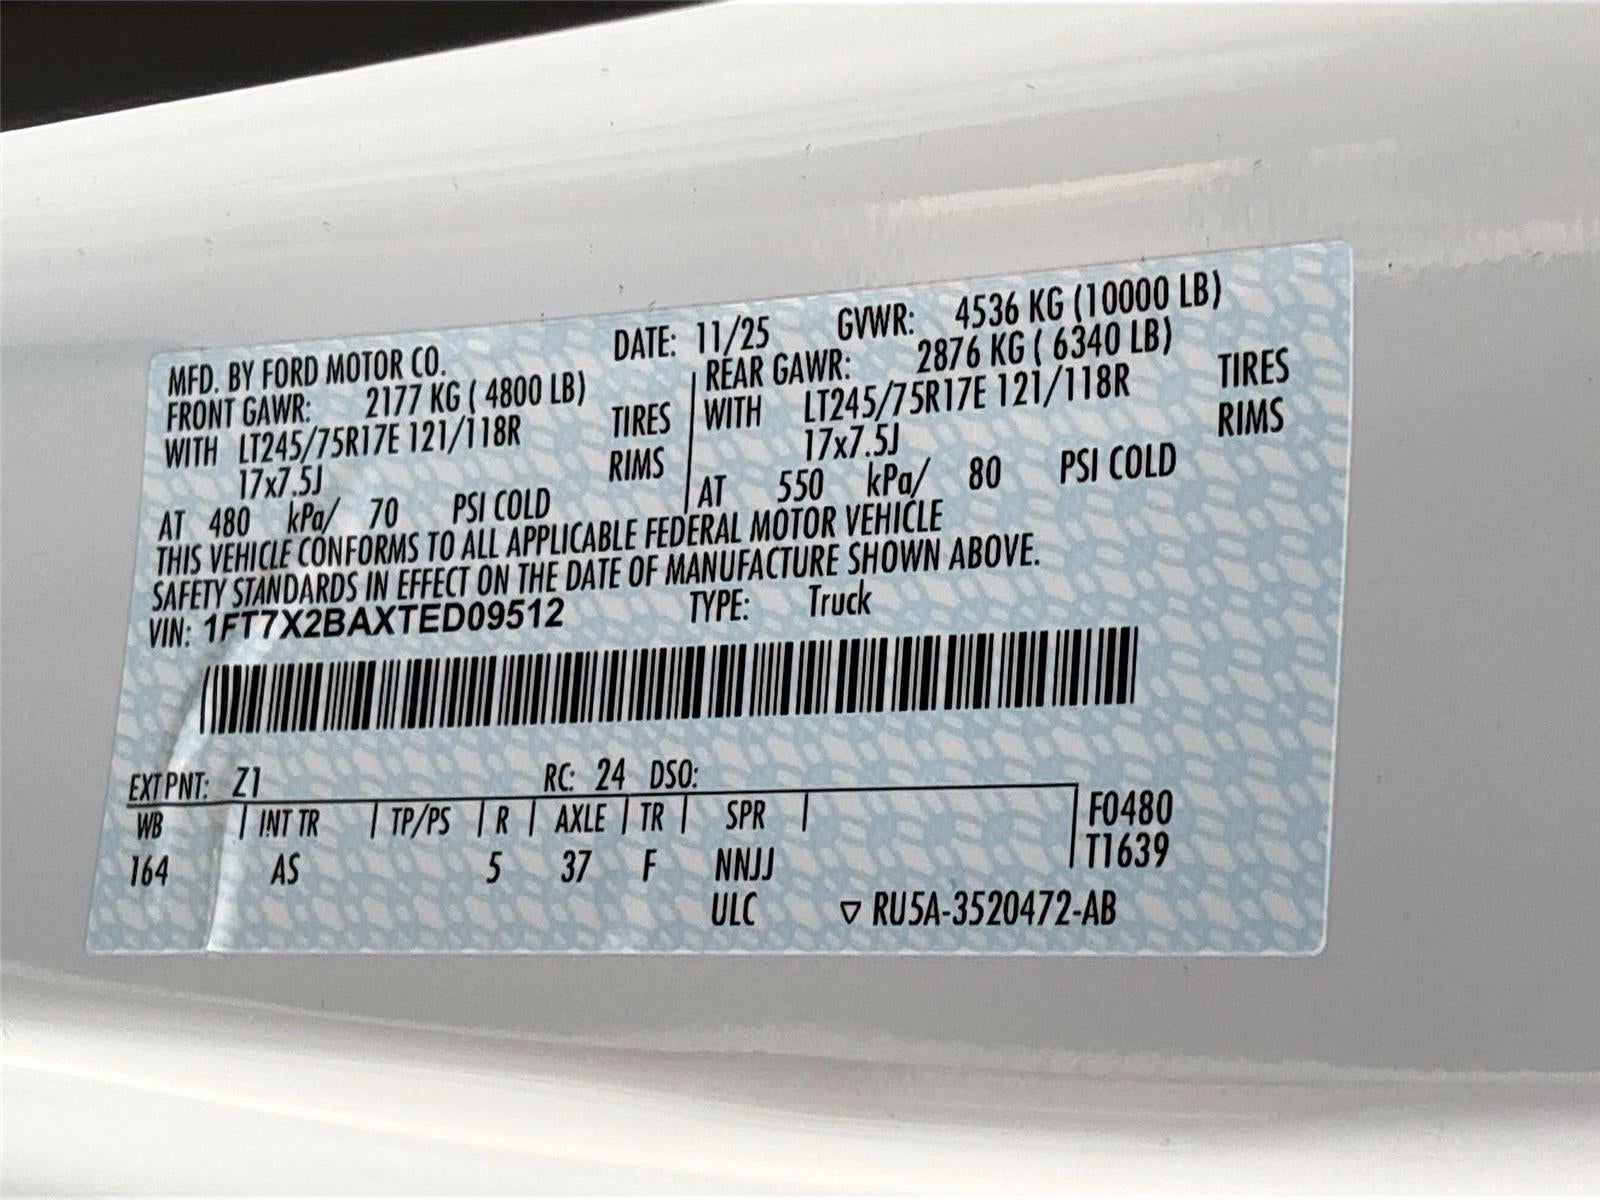 MFD. BY FORD MOTOR CO. DATE: 11/25 GVWR: 4536 KG (10000 LB)
FRONT GAWR: 2177 KG ( 4800 LB) REAR GAWR: 2876 KG ( 6340 LB)
WITH LT245/75R17E 121/118R TIRES WITH LT245/75R17E 121/118R TIRES
17x7.5J RIMS 17x7.5J RIMS
AT 480 kPa/ 70 PSI COLD AT 550 kPa/ 80 PSI COLD
THIS VEHICLE CONFORMS TO ALL APPLICABLE FEDERAL MOTOR VEHICLE
SAFETY STANDARDS IN EFFECT ON THE DATE OF MANUFACTURE SHOWN ABOVE.
VIN: 1FT7X2BAXTED09512 TYPE: Truck
EXT PNT: Z1 RC: 24 DSO:
WB INT TR TP/PS R AXLE TR SPR F0480
164 AS 5 37 F NNJJ T1639
ULC ▽ RU5A-3520472-AB